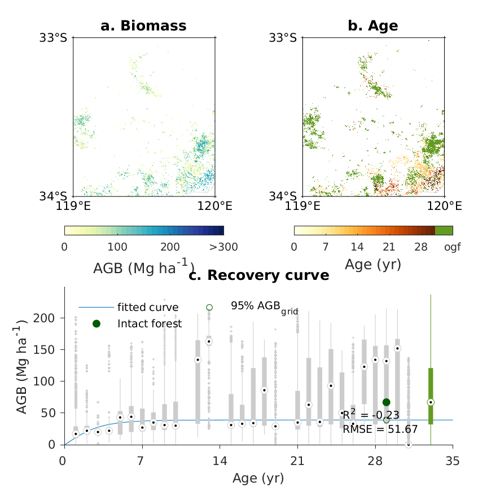 a. Biomass
b. Age
33°S
33°S
34°S
34°S
119°E
120°E
119°E
120°E
0
100
200
>300
AGB (Mg ha⁻¹)
0
7
14
21
28
ogf
Age (yr)
c. Recovery curve
AGB (Mg ha⁻¹)
200
150
100
50
0
fitted curve
Intact forest
95% AGB_grid
R² = -0.23
RMSE = 51.67
0
7
14
21
28
35
Age (yr)